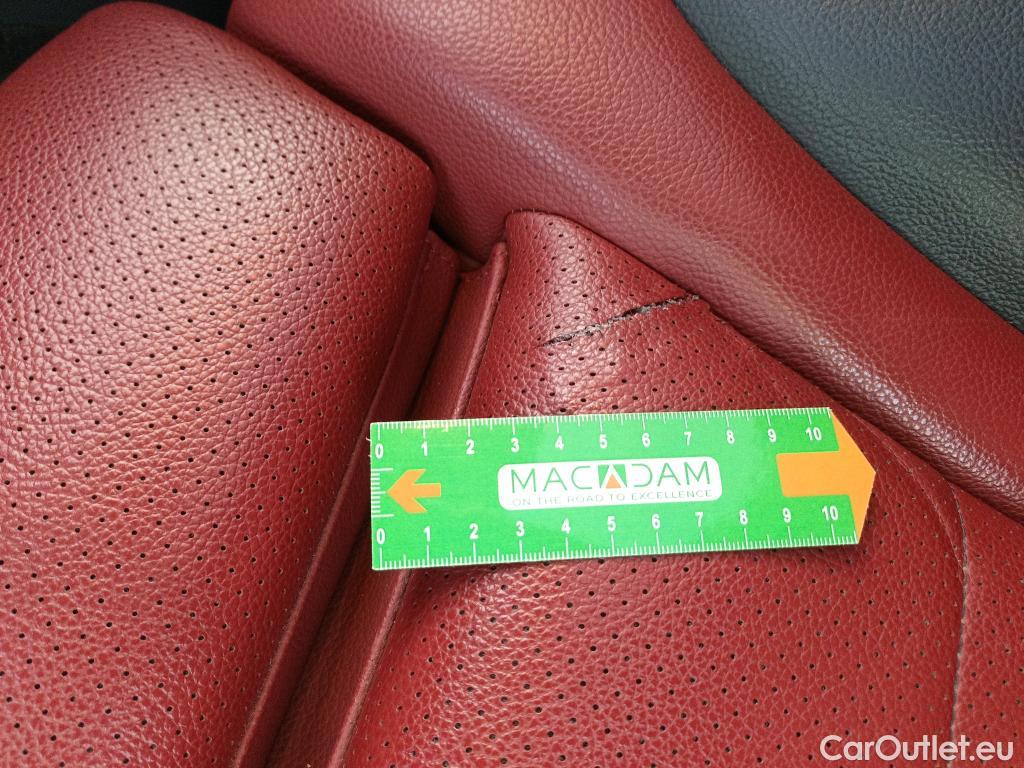 0 1 2 3 4 5 6 7 8 9 10
MACADAM
ON THE ROAD TO EXCELLENCE
0 1 2 3 4 5 6 7 8 9 10
CarOutlet.eu